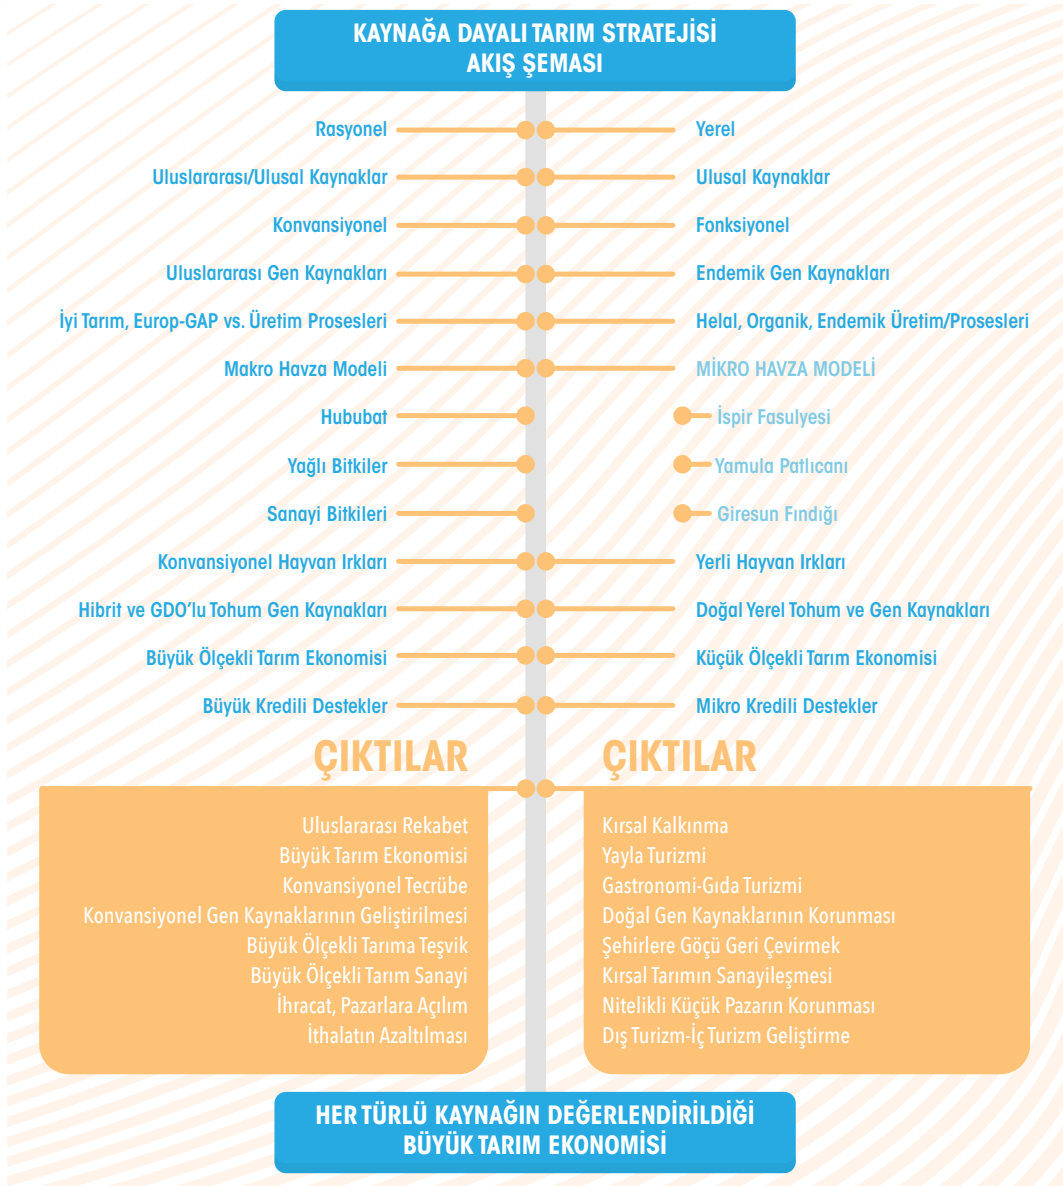 KAYNAĞA DAYALI TARIM STRATEJİSİ
AKIŞ ŞEMASI
Rasyonel
Yerel
Uluslararası/Ulusal Kaynaklar
Ulusal Kaynaklar
Konvansiyonel
Fonksiyonel
Uluslararası Gen Kaynakları
Endemik Gen Kaynakları
İyi Tarım, Europ-GAP vs. Üretim Prosesleri
Helal, Organik, Endemik Üretim/Prosesleri
Makro Havza Modeli
MİKRO HAVZA MODELİ
Hububat
İspir Fasulyesi
Yağlı Bitkiler
Yamula Patlıcanı
Sanayi Bitkileri
Giresun Fındığı
Konvansiyonel Hayvan Irkları
Yerli Hayvan Irkları
Hibrit ve GDO'lu Tohum Gen Kaynakları
Doğal Yerel Tohum ve Gen Kaynakları
Büyük Ölçekli Tarım Ekonomisi
Küçük Ölçekli Tarım Ekonomisi
Büyük Kredili Destekler
Mikro Kredili Destekler
ÇIKTILAR
Uluslararası Rekabet
Büyük Tarım Ekonomisi
Konvansiyonel Tecrübe
Konvansiyonel Gen Kaynaklarının Geliştirilmesi
Büyük Ölçekli Tarıma Teşvik
Büyük Ölçekli Tarım Sanayi
İhracat, Pazarlara Açılım
İthalatın Azaltılması
ÇIKTILAR
Kırsal Kalkınma
Yayla Turizmi
Gastronomi-Gıda Turizmi
Doğal Gen Kaynaklarının Korunması
Şehirlere Göçü Geri Çevirmek
Kırsal Tarımın Sanayileşmesi
Nitelikli Küçük Pazarın Korunması
Dış Turizm-İç Turizm Geliştirme
HER TÜRLÜ KAYNAĞIN DEĞERLENDİRİLDİĞİ
BÜYÜK TARIM EKONOMİSİ